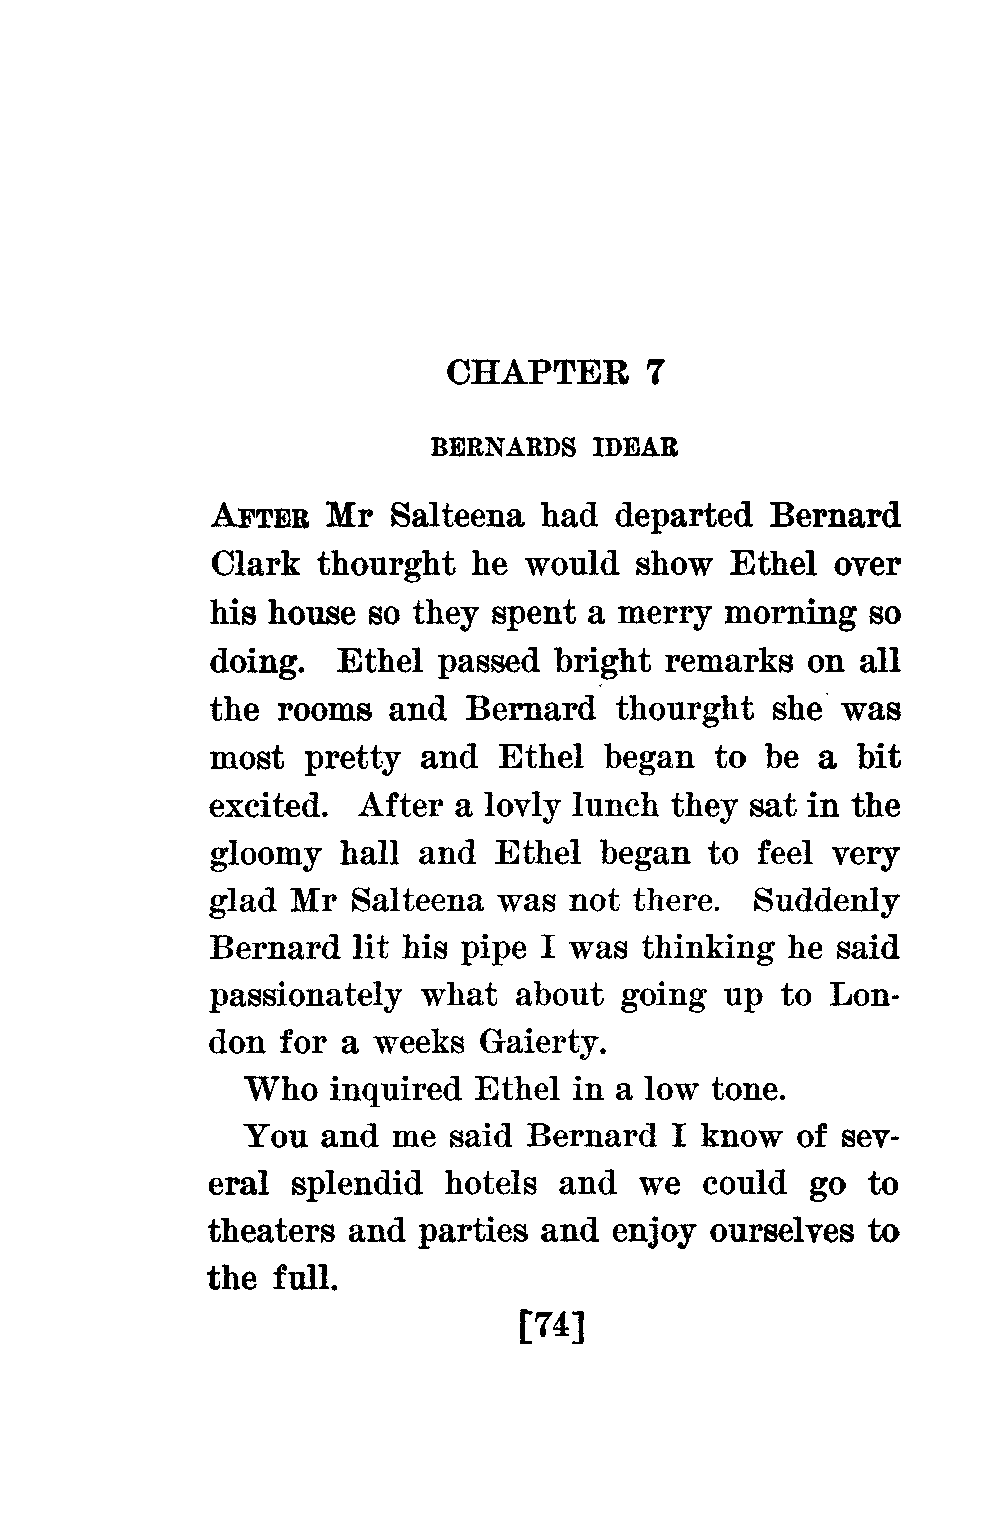 CHAPTER 7
BERNARDS IDEAR
AFTER Mr Salteena had departed Bernard
Clark thourght he would show Ethel over
his house so they spent a merry morning so
doing. Ethel passed bright remarks on all
the rooms and Bernard thourght she was
most pretty and Ethel began to be a bit
excited. After a lovly lunch they sat in the
gloomy hall and Ethel began to feel very
glad Mr Salteena was not there. Suddenly
Bernard lit his pipe I was thinking he said
passionately what about going up to Lon-
don for a weeks Gaierty.
Who inquired Ethel in a low tone.
You and me said Bernard I know of sev-
eral splendid hotels and we could go to
theaters and parties and enjoy ourselves to
the full.
[74]